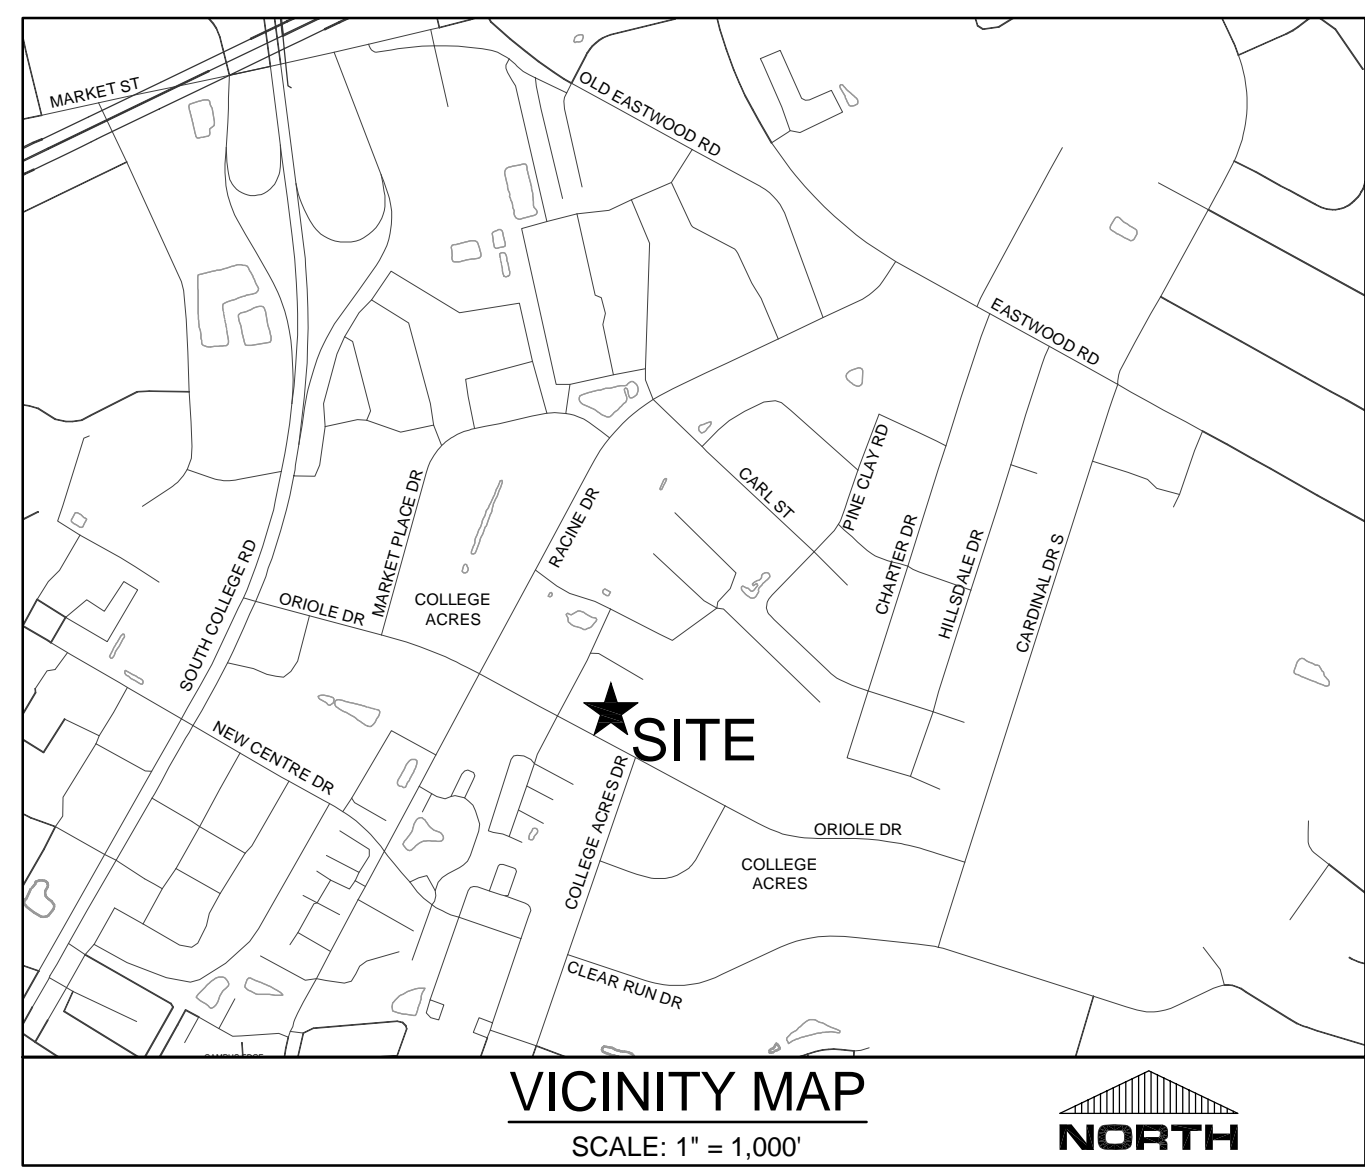 MARKET ST
OLD EASTWOOD RD
EASTWOOD RD
PINE CLAY RD
CARL ST
MARKET PLACE DR
RACINE DR
CHARTER DR
HILLSDALE DR
CARDINAL DR S
SOUTH COLLEGE RD
ORIOLE DR
COLLEGE
ACRES
SITE
NEW CENTRE DR
COLLEGE ACRES DR
ORIOLE DR
COLLEGE
ACRES
CLEAR RUN DR
VICINITY MAP
SCALE: 1" = 1,000'
NORTH